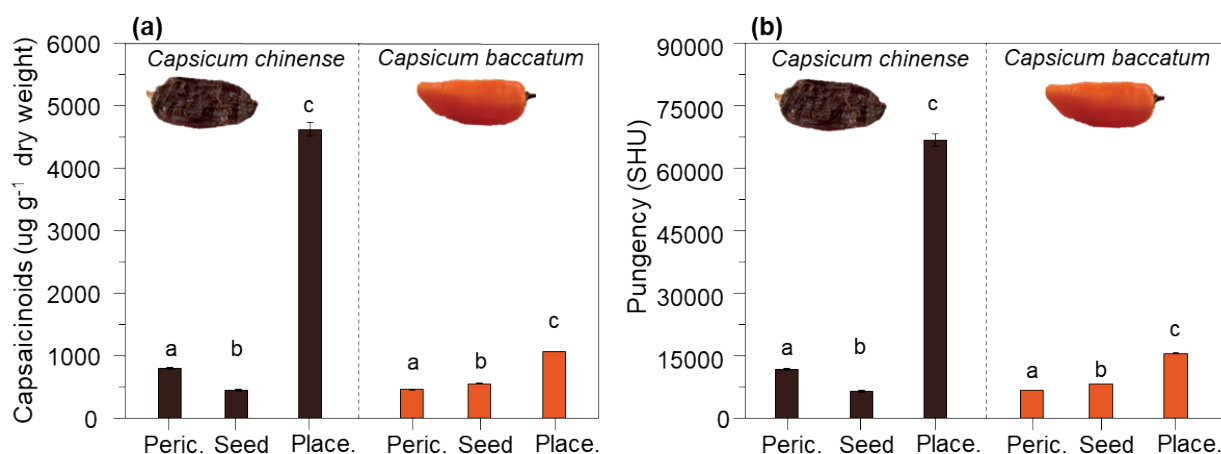 (a)
Capsaicinoids (ug g⁻¹ dry weight)
6000
5000
4000
3000
2000
1000
0
Capsicum chinense
Capsicum baccatum
a
b
c
a
b
c
Peric.
Seed
Place.
Peric.
Seed
Place.
(b)
Pungency (SHU)
90000
75000
60000
45000
30000
15000
0
Capsicum chinense
Capsicum baccatum
a
b
c
a
b
c
Peric.
Seed
Place.
Peric.
Seed
Place.